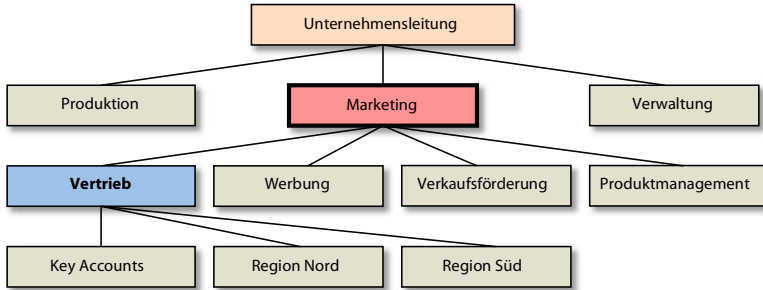 Unternehmensleitung
Produktion
Marketing
Verwaltung
Vertrieb
Werbung
Verkaufsförderung
Produktmanagement
Key Accounts
Region Nord
Region Süd